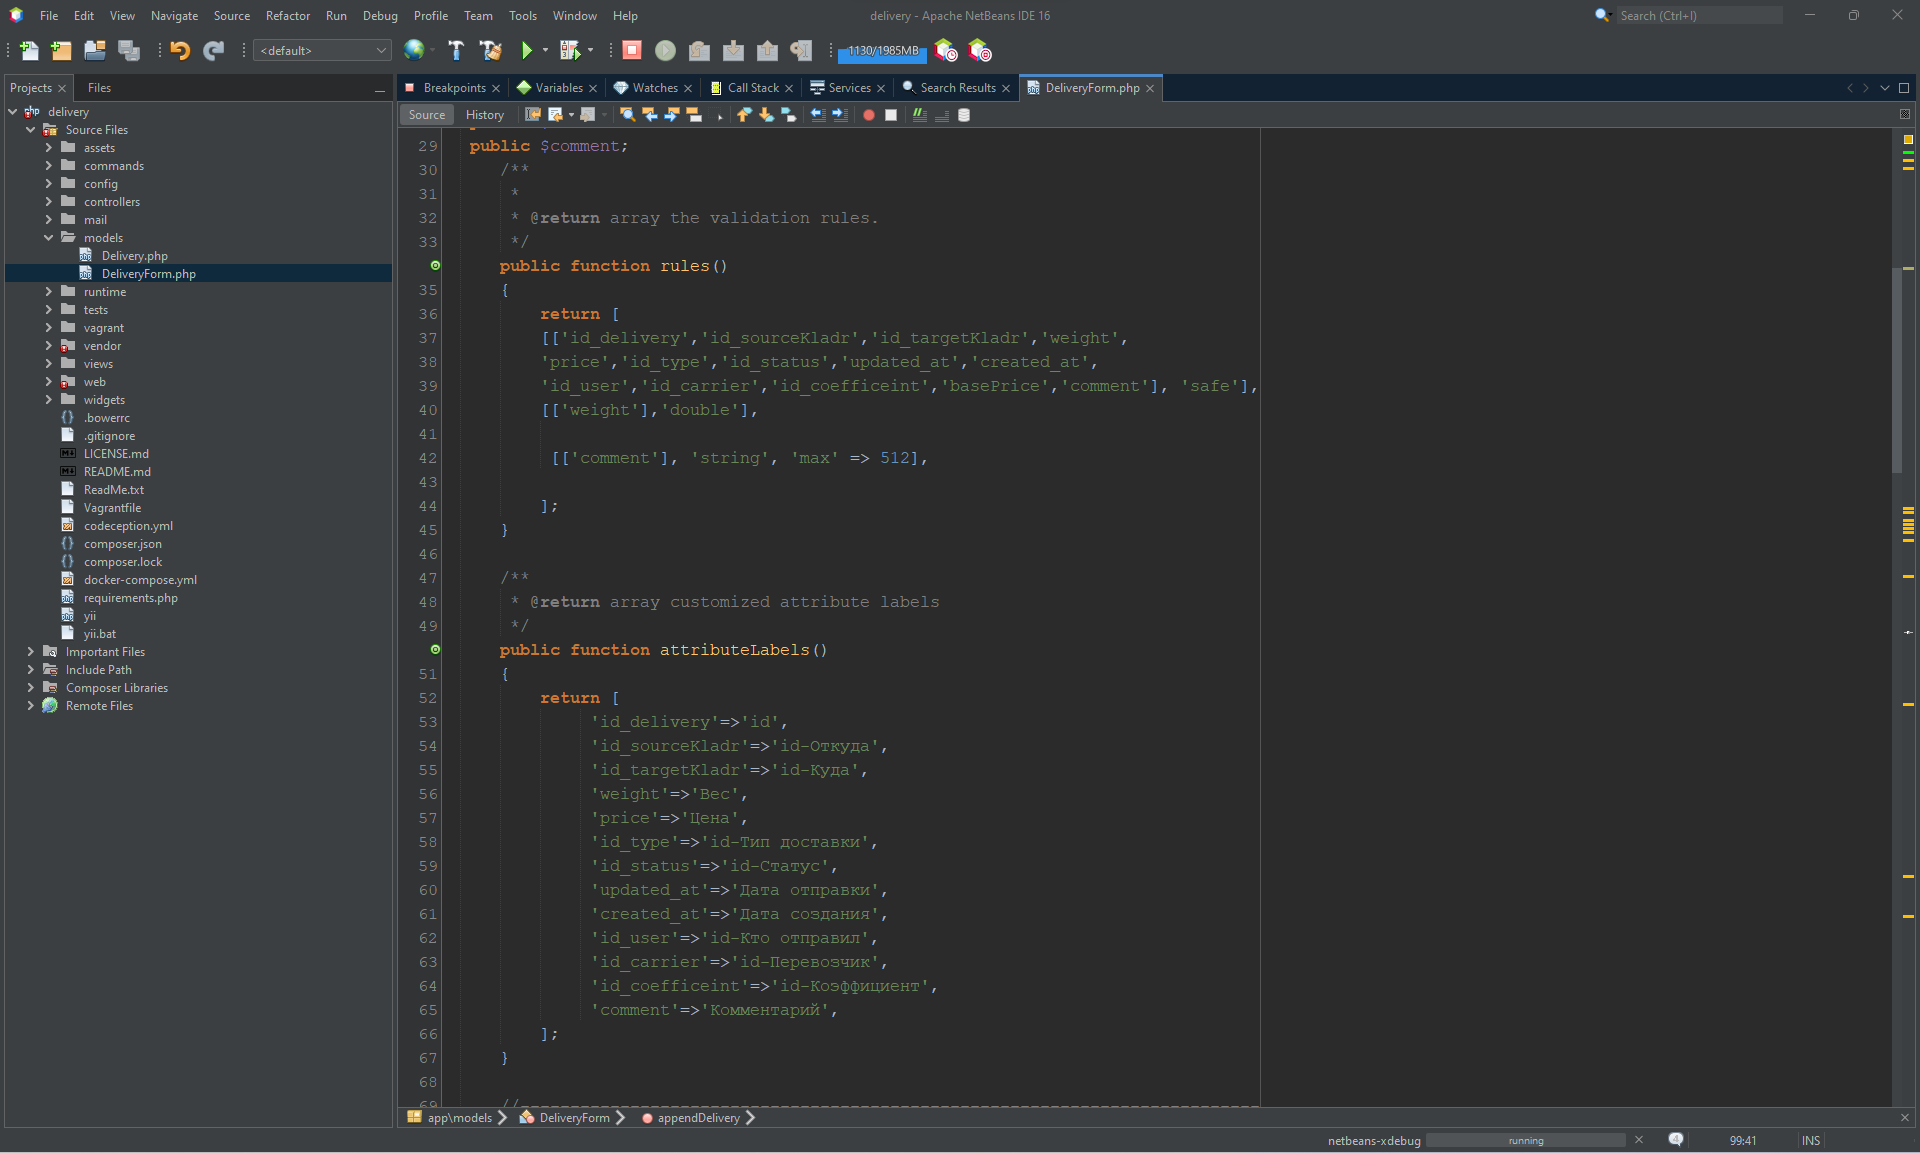 File Edit View Navigate Source Refactor Run Debug Profile Team Tools Window Help
delivery - Apache NetBeans IDE 16
Search (Ctrl+I)
<default>
1130/1985MB
Projects Files
Breakpoints Variables Watches Call Stack Services Search Results DeliveryForm.php
Source History
delivery
Source Files
assets
commands
config
controllers
mail
models
Delivery.php
DeliveryForm.php
runtime
tests
vagrant
vendor
views
web
widgets
.bowerrc
.gitignore
LICENSE.md
README.md
ReadMe.txt
Vagrantfile
codeception.yml
composer.json
composer.lock
docker-compose.yml
requirements.php
yii
yii.bat
Important Files
Include Path
Composer Libraries
Remote Files
29 public $comment;
30 /**
31 *
32 * @return array the validation rules.
33 */
public function rules()
35 {
36 return [
37 [['id_delivery','id_sourceKladr','id_targetKladr','weight',
38 'price','id_type','id_status','updated_at','created_at',
39 'id_user','id_carrier','id_coefficeint','basePrice','comment'], 'safe'],
40 [['weight'],'double'],
41
42 [['comment'], 'string', 'max' => 512],
43
44 ];
45 }
46
47 /**
48 * @return array customized attribute labels
49 */
public function attributeLabels()
51 {
52 return [
53 'id_delivery'=>'id',
54 'id_sourceKladr'=>'id-Откуда',
55 'id_targetKladr'=>'id-Куда',
56 'weight'=>'Вес',
57 'price'=>'Цена',
58 'id_type'=>'id-Тип доставки',
59 'id_status'=>'id-Статус',
60 'updated_at'=>'Дата отправки',
61 'created_at'=>'Дата создания',
62 'id_user'=>'id-Кто отправил',
63 'id_carrier'=>'id-Перевозчик',
64 'id_coefficeint'=>'id-Коэффициент',
65 'comment'=>'Комментарий',
66 ];
67 }
68
69 //
app\models DeliveryForm appendDelivery
netbeans-xdebug running 4 99:41 INS